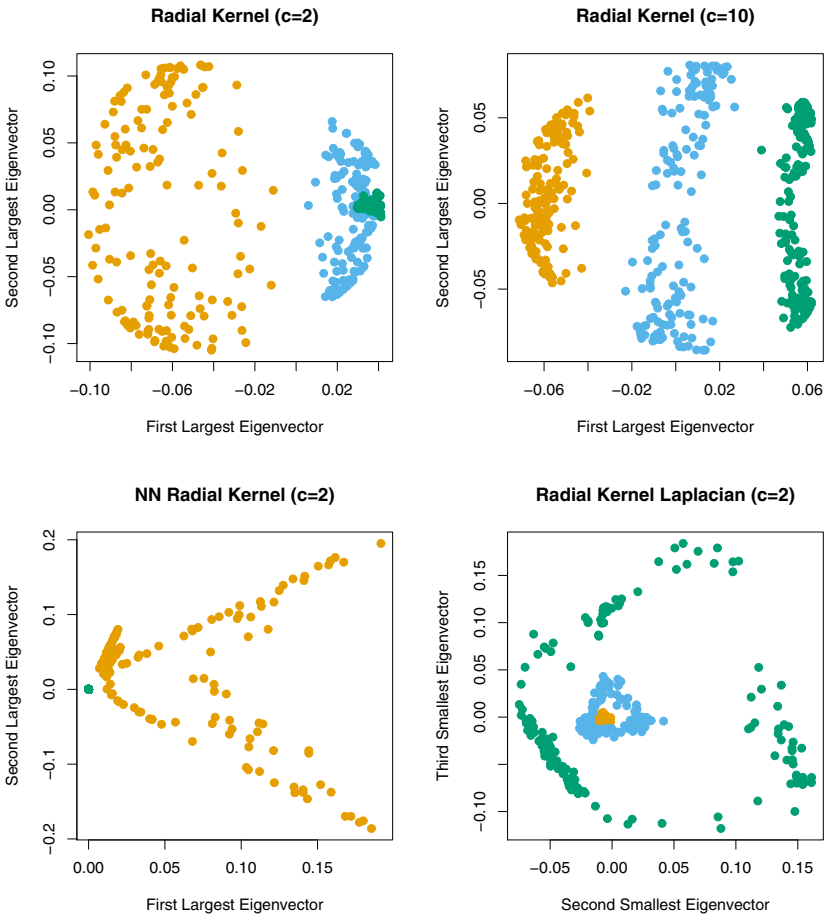 Radial Kernel (c=2)
Second Largest Eigenvector
0.10
0.05
0.00
−0.05
−0.10
−0.10
−0.06
−0.02
0.02
First Largest Eigenvector
Radial Kernel (c=10)
Second Largest Eigenvector
0.05
0.00
−0.05
−0.06
−0.02
0.02
0.06
First Largest Eigenvector
NN Radial Kernel (c=2)
Second Largest Eigenvector
0.2
0.1
0.0
−0.1
−0.2
0.00
0.05
0.10
0.15
First Largest Eigenvector
Radial Kernel Laplacian (c=2)
Third Smallest Eigenvector
0.15
0.05
0.00
−0.10
−0.05
0.00
0.05
0.10
0.15
Second Smallest Eigenvector